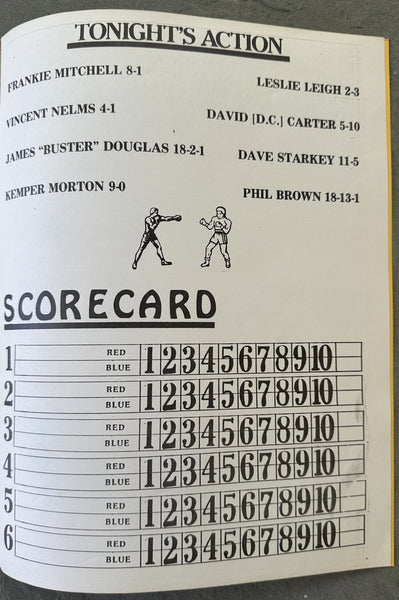 TONIGHT'S ACTION
FRANKIE MITCHELL 8-1
LESLIE LEIGH 2-3
VINCENT NELMS 4-1
DAVID [D.C.] CARTER 5-10
JAMES "BUSTER" DOUGLAS 18-2-1
DAVE STARKEY 11-5
KEMPER MORTON 9-0
PHIL BROWN 18-13-1
SCORECARD
1 RED 1 2 3 4 5 6 7 8 9 10
BLUE
2 RED 1 2 3 4 5 6 7 8 9 10
BLUE
3 RED 1 2 3 4 5 6 7 8 9 10
BLUE
4 RED 1 2 3 4 5 6 7 8 9 10
BLUE
5 RED 1 2 3 4 5 6 7 8 9 10
BLUE
6 RED 1 2 3 4 5 6 7 8 9 10
BLUE